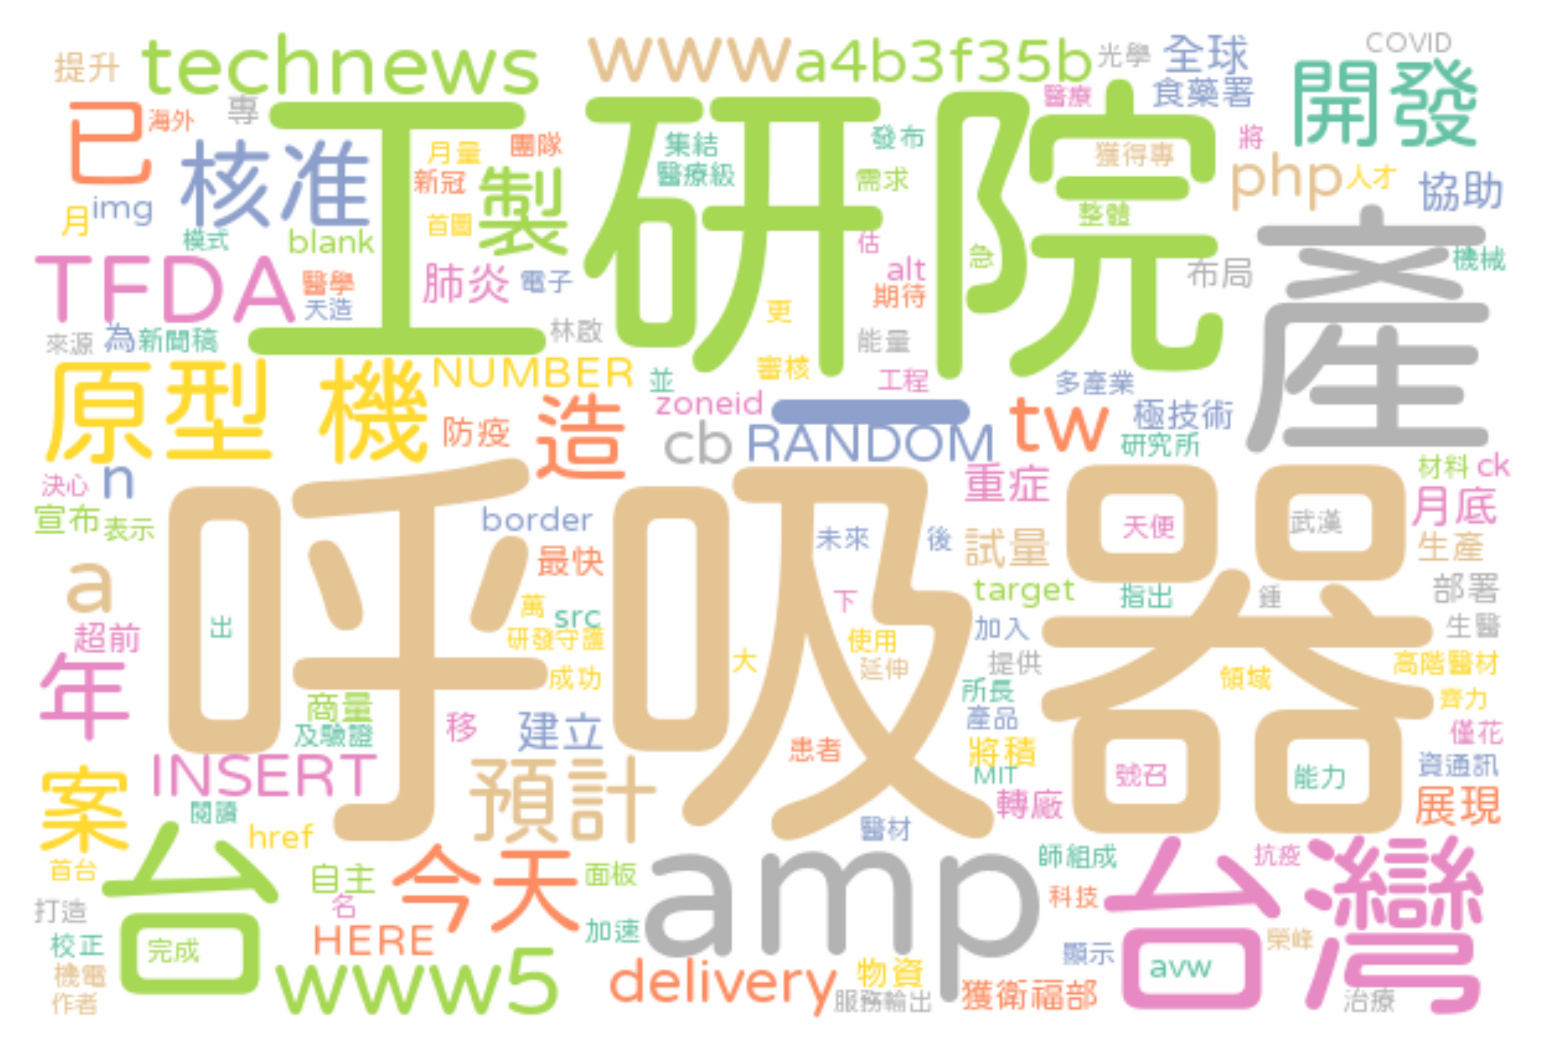 technews
www
a4b3f35b
光學
全球
COVID
提升
已
海外
專
工研院
醫療
食藥署
開發
將
核准
月量
團隊
新冠
集結
醫療級
發布
需求
獲得專
php
人才
協助
月
img
模式
blank
首圖
製
估
急
整體
產
機械
TFDA
醫學
天造
肺炎
電子
alt
期待
布局
來源
為
新聞稿
林啟
更
能量
原型
機
NUMBER
並
審核
工程
多產業
防疫
造
zoneid
一
cb
RANDOM
tw
極技術
研究所
決心
n
宣布
表示
呼吸器
border
最快
未來
後
重症
試量
天便
武漢
材料
ck
月底
生產
a
出
萬
src
研發守護
下
使用
延伸
target
指出
鍾
加入
提供
部署
生醫
超前
年
成功
大
所長
產品
領域
高階醫材
齊力
商量
及驗證
移
建立
患者
將積
MIT
號召
能力
僅花
資通訊
INSERT
案
閱讀
預計
醫材
轉廠
展現
href
台
首台
自主
名
今天
面板
amp
師組成
科技
台灣
抗疫
打造
校正
完成
HERE
加速
顯示
avw
榮峰
機電
作者
www5
delivery
物資
服務輸出
獲衛福部
治療